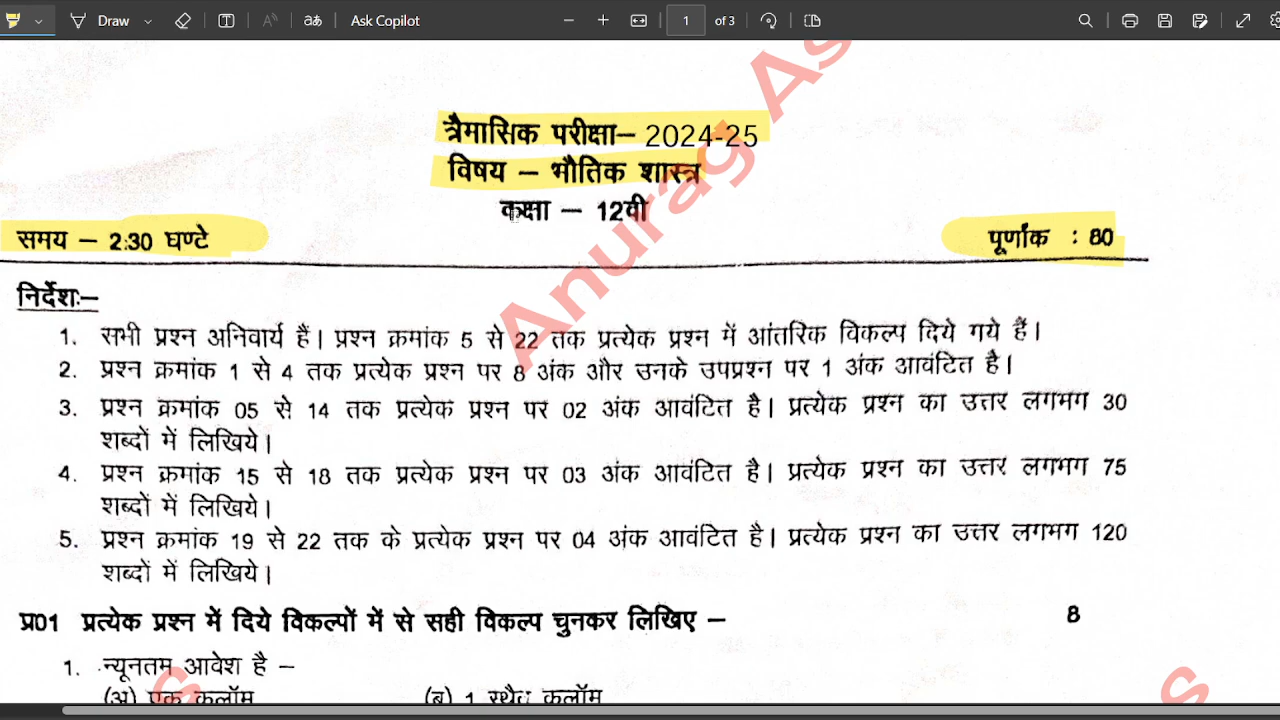 Draw
Ask Copilot
1 of 3
त्रैमासिक परीक्षा– 2024-25
विषय – भौतिक शास्त्र
कक्षा – 12वी
समय – 2:30 घण्टे
पूर्णांक : 80
निर्देशः–
1. सभी प्रश्न अनिवार्य हैं। प्रश्न क्रमांक 5 से 22 तक प्रत्येक प्रश्न में आंतरिक विकल्प दिये गये हैं।
2. प्रश्न क्रमांक 1 से 4 तक प्रत्येक प्रश्न पर 8 अंक और उनके उपप्रश्न पर 1 अंक आवंटित है।
3. प्रश्न क्रमांक 05 से 14 तक प्रत्येक प्रश्न पर 02 अंक आवंटित है। प्रत्येक प्रश्न का उत्तर लगभग 30
शब्दों में लिखिये।
4. प्रश्न क्रमांक 15 से 18 तक प्रत्येक प्रश्न पर 03 अंक आवंटित है। प्रत्येक प्रश्न का उत्तर लगभग 75
शब्दों में लिखिये।
5. प्रश्न क्रमांक 19 से 22 तक के प्रत्येक प्रश्न पर 04 अंक आवंटित है। प्रत्येक प्रश्न का उत्तर लगभग 120
शब्दों में लिखिये।
प्र01 प्रत्येक प्रश्न में दिये विकल्पों में से सही विकल्प चुनकर लिखिए – 8
1. न्यूनतम आवेश है –
(अ) एक कूलॉम (ब) 1 स्थैत कूलॉम
Anurag As
s
s